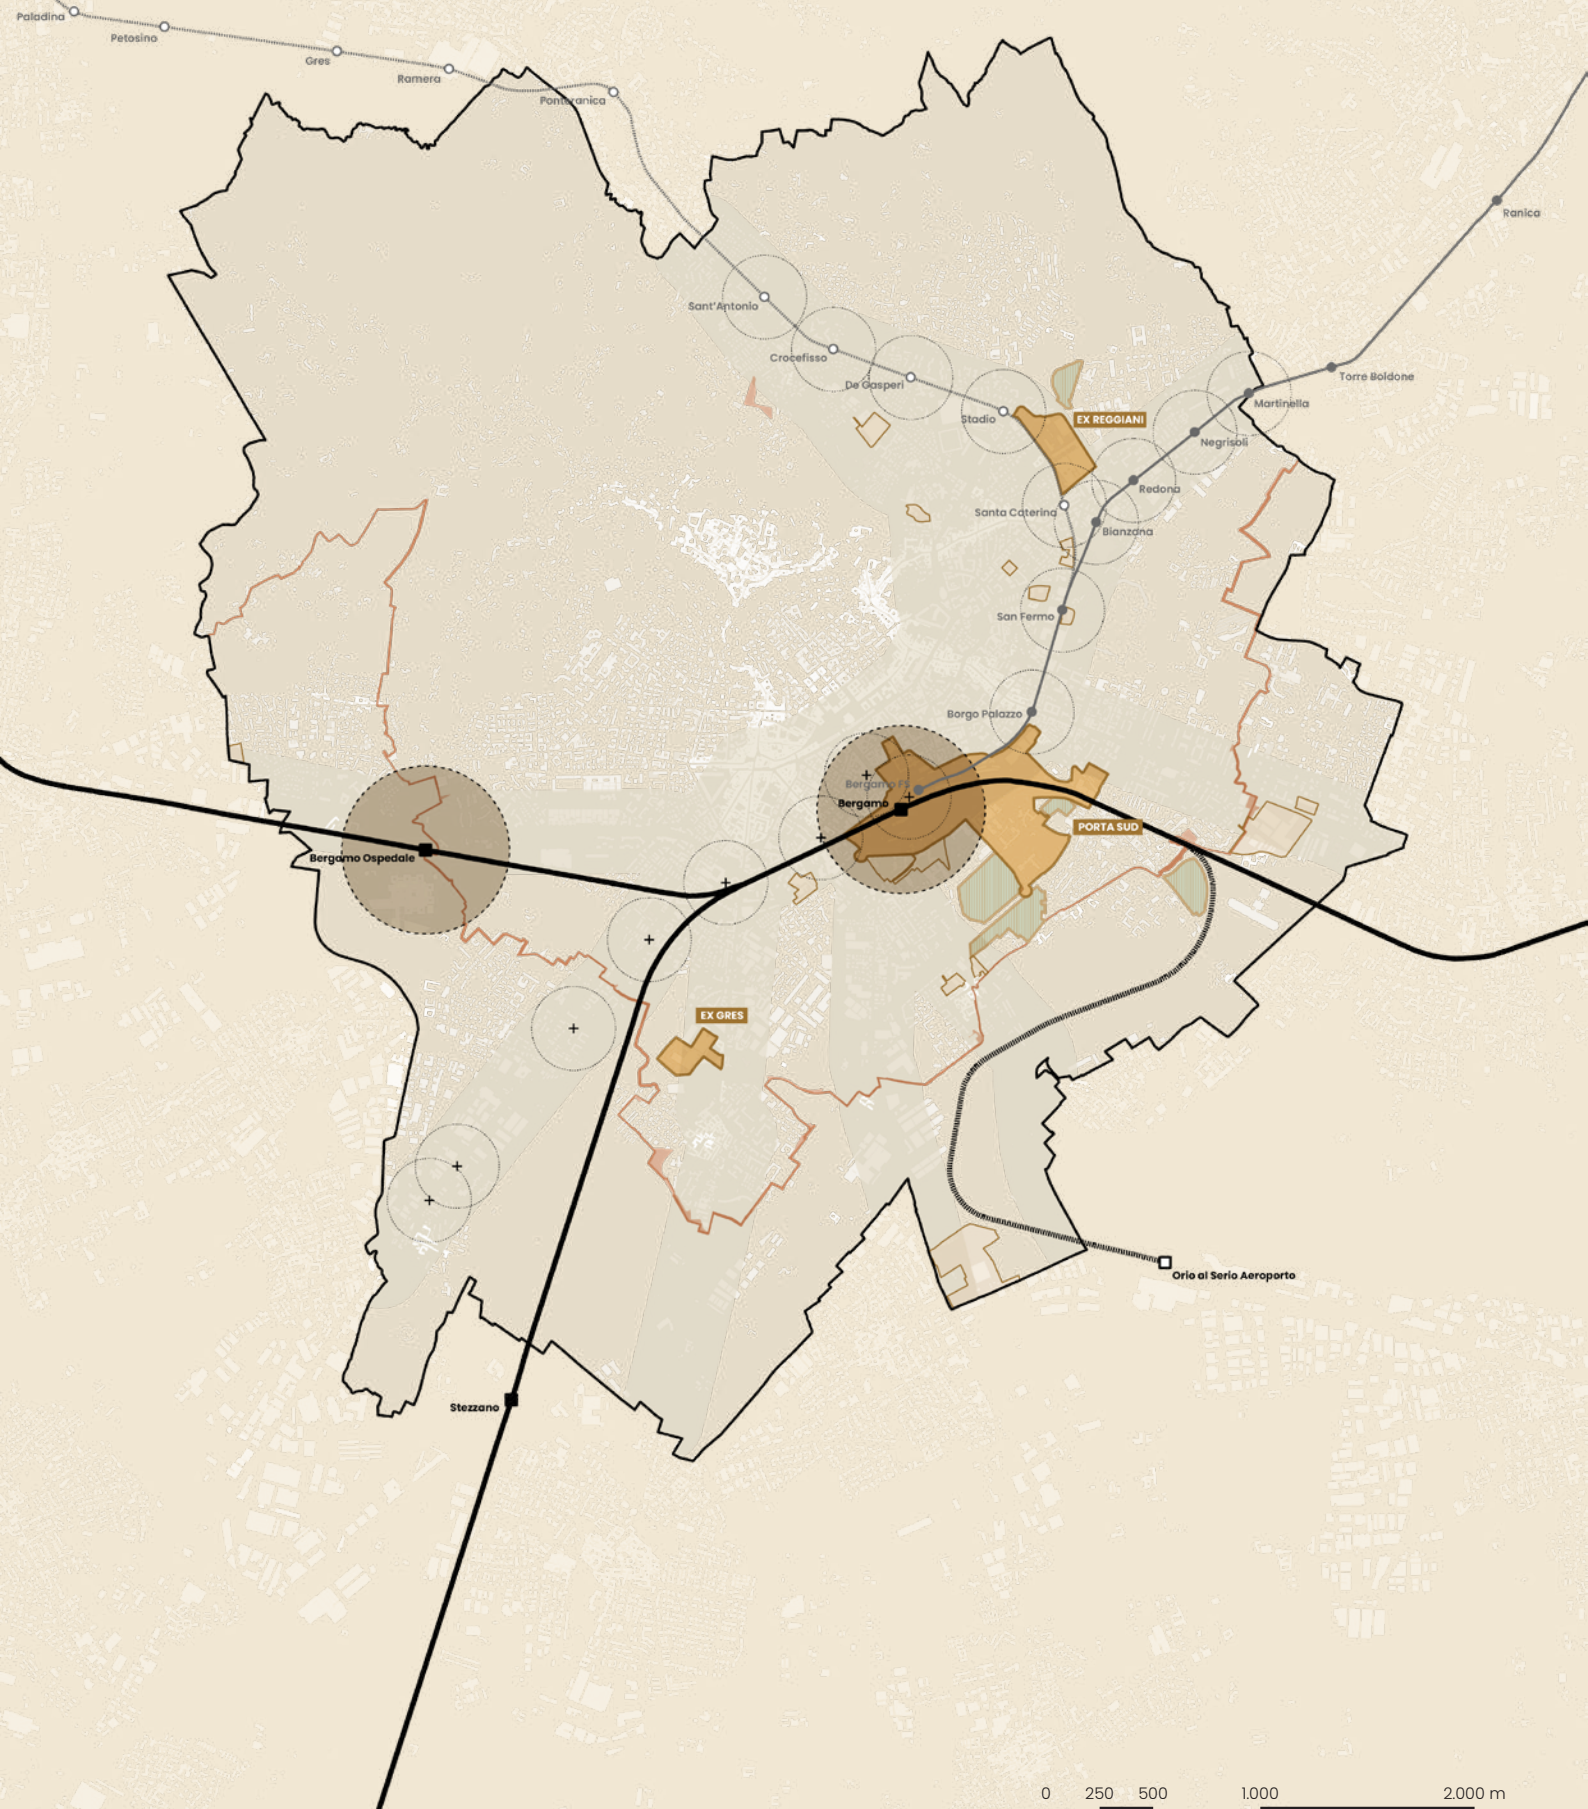 Paladina
Petosino
Gres
Ramera
Ponteranica
Ranica
Sant'Antonio
Crocefisso
De Gasperi
Stadio
EX REGGIANI
Torre Boldone
Martinella
Negrisoli
Redona
Santa Caterina
Bianzana
San Fermo
Borgo Palazzo
Bergamo FS
Bergamo
PORTA SUD
Bergamo Ospedale
EX GRES
Orio al Serio Aeroporto
Stezzano
0 250 500 1.000 2.000 m